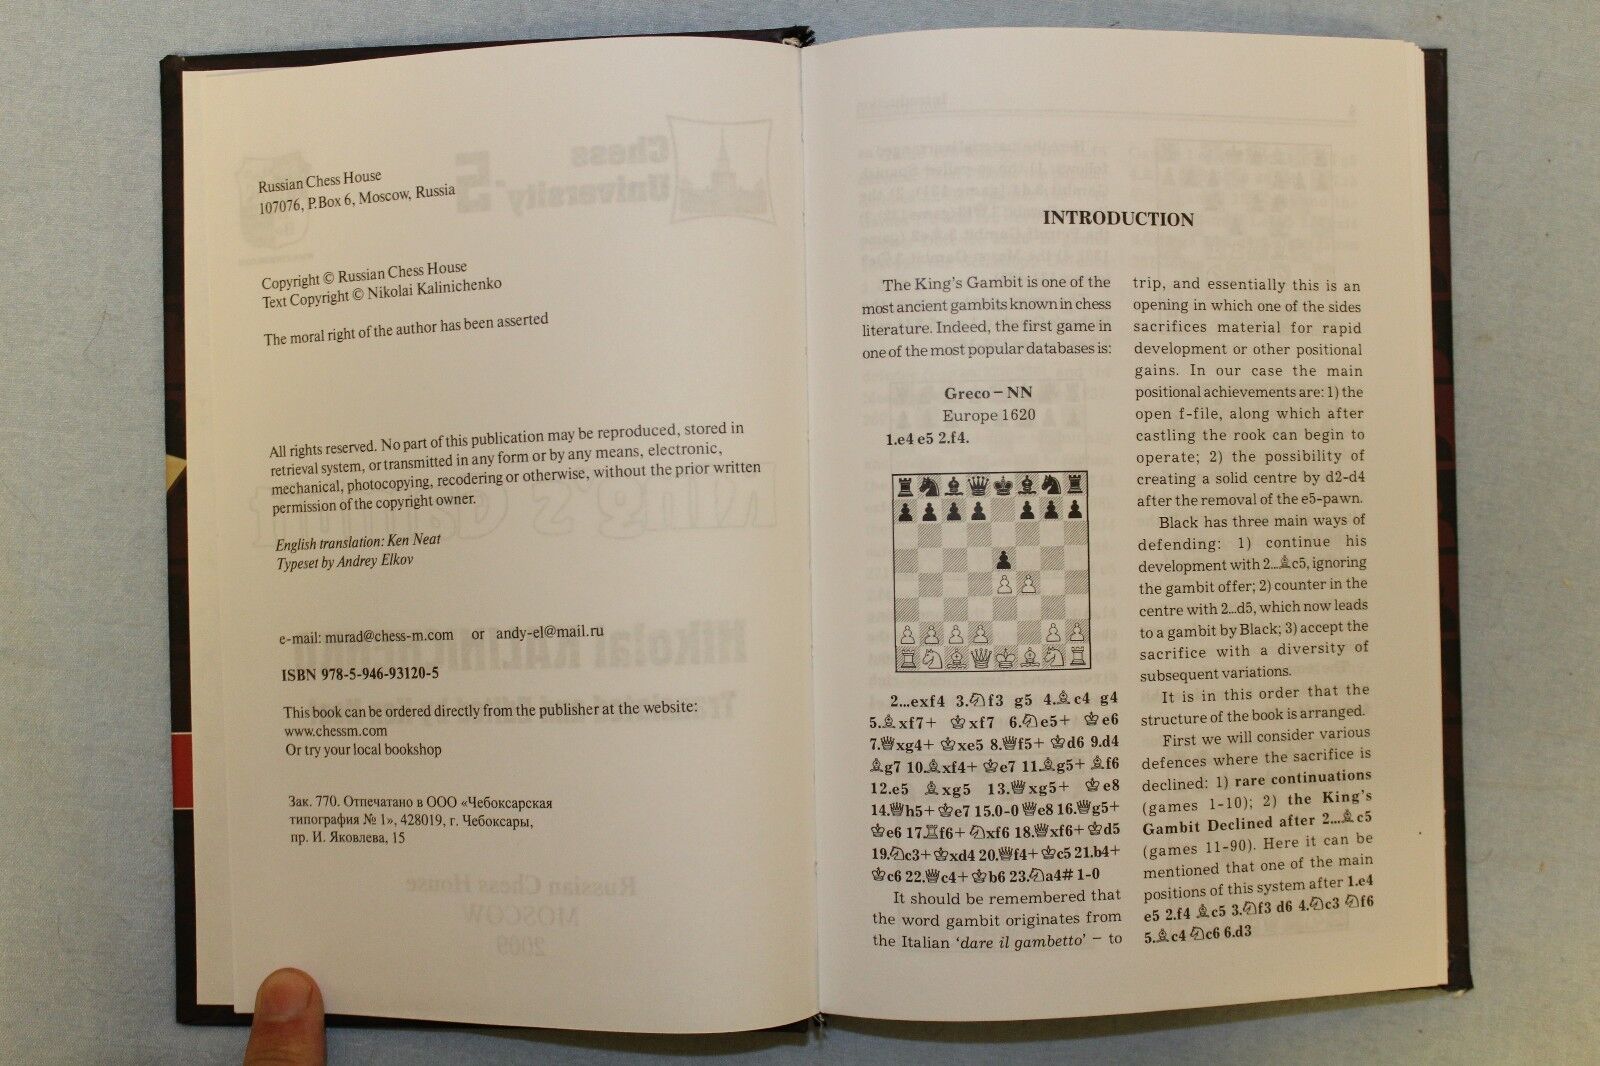 Russian Chess House
107076, P.Box 6, Moscow, Russia
Copyright © Russian Chess House
Text Copyright © Nikolai Kalinichenko
The moral right of the author has been asserted
All rights reserved. No part of this publication may be reproduced, stored in
retrieval system, or transmitted in any form or by any means, electronic,
mechanical, photocopying, recodering or otherwise, without the prior written
permission of the copyright owner.
English translation: Ken Neat
Typeset by Andrey Elkov
e-mail: murad@chess-m.com or andy-el@mail.ru
ISBN 978-5-946-93120-5
This book can be ordered directly from the publisher at the website:
www.chessm.com
Or try your local bookshop
Зак. 770. Отпечатано в ООО «Чебоксарская
типография № 1», 428019, г. Чебоксары,
пр. И. Яковлева, 15
INTRODUCTION
The King's Gambit is one of the
most ancient gambits known in chess
literature. Indeed, the first game in
one of the most popular databases is:
Greco – NN
Europe 1620
1.e4 e5 2.f4.
2...exf4 3.♘f3 g5 4.♗c4 g4
5.♗xf7+ ♔xf7 6.♘e5+ ♔e6
7.♕xg4+ ♔xe5 8.♕f5+ ♔d6 9.d4
♗g7 10.♗xf4+ ♔e7 11.♗g5+ ♗f6
12.e5 ♗xg5 13.♕xg5+ ♔e8
14.♕h5+ ♔e7 15.0-0 ♕e8 16.♕g5+
♔e6 17.♖f6+ ♘xf6 18.♕xf6+ ♔d5
19.♘c3+ ♔xd4 20.♕f4+ ♔c5 21.b4+
♔c6 22.♕c4+ ♔b6 23.♘a4# 1-0
It should be remembered that
the word gambit originates from
the Italian ‘dare il gambetto’ – to
trip, and essentially this is an
opening in which one of the sides
sacrifices material for rapid
development or other positional
gains. In our case the main
positional achievements are: 1) the
open f-file, along which after
castling the rook can begin to
operate; 2) the possibility of
creating a solid centre by d2-d4
after the removal of the e5-pawn.
Black has three main ways of
defending: 1) continue his
development with 2...♗c5, ignoring
the gambit offer; 2) counter in the
centre with 2...d5, which now leads
to a gambit by Black; 3) accept the
sacrifice with a diversity of
subsequent variations.
It is in this order that the
structure of the book is arranged.
First we will consider various
defences where the sacrifice is
declined: 1) rare continuations
(games 1-10); 2) the King's
Gambit Declined after 2...♗c5
(games 11-90). Here it can be
mentioned that one of the main
positions of this system after 1.e4
e5 2.f4 ♗c5 3.♘f3 d6 4.♘c3 ♘f6
5.♗c4 ♘c6 6.d3